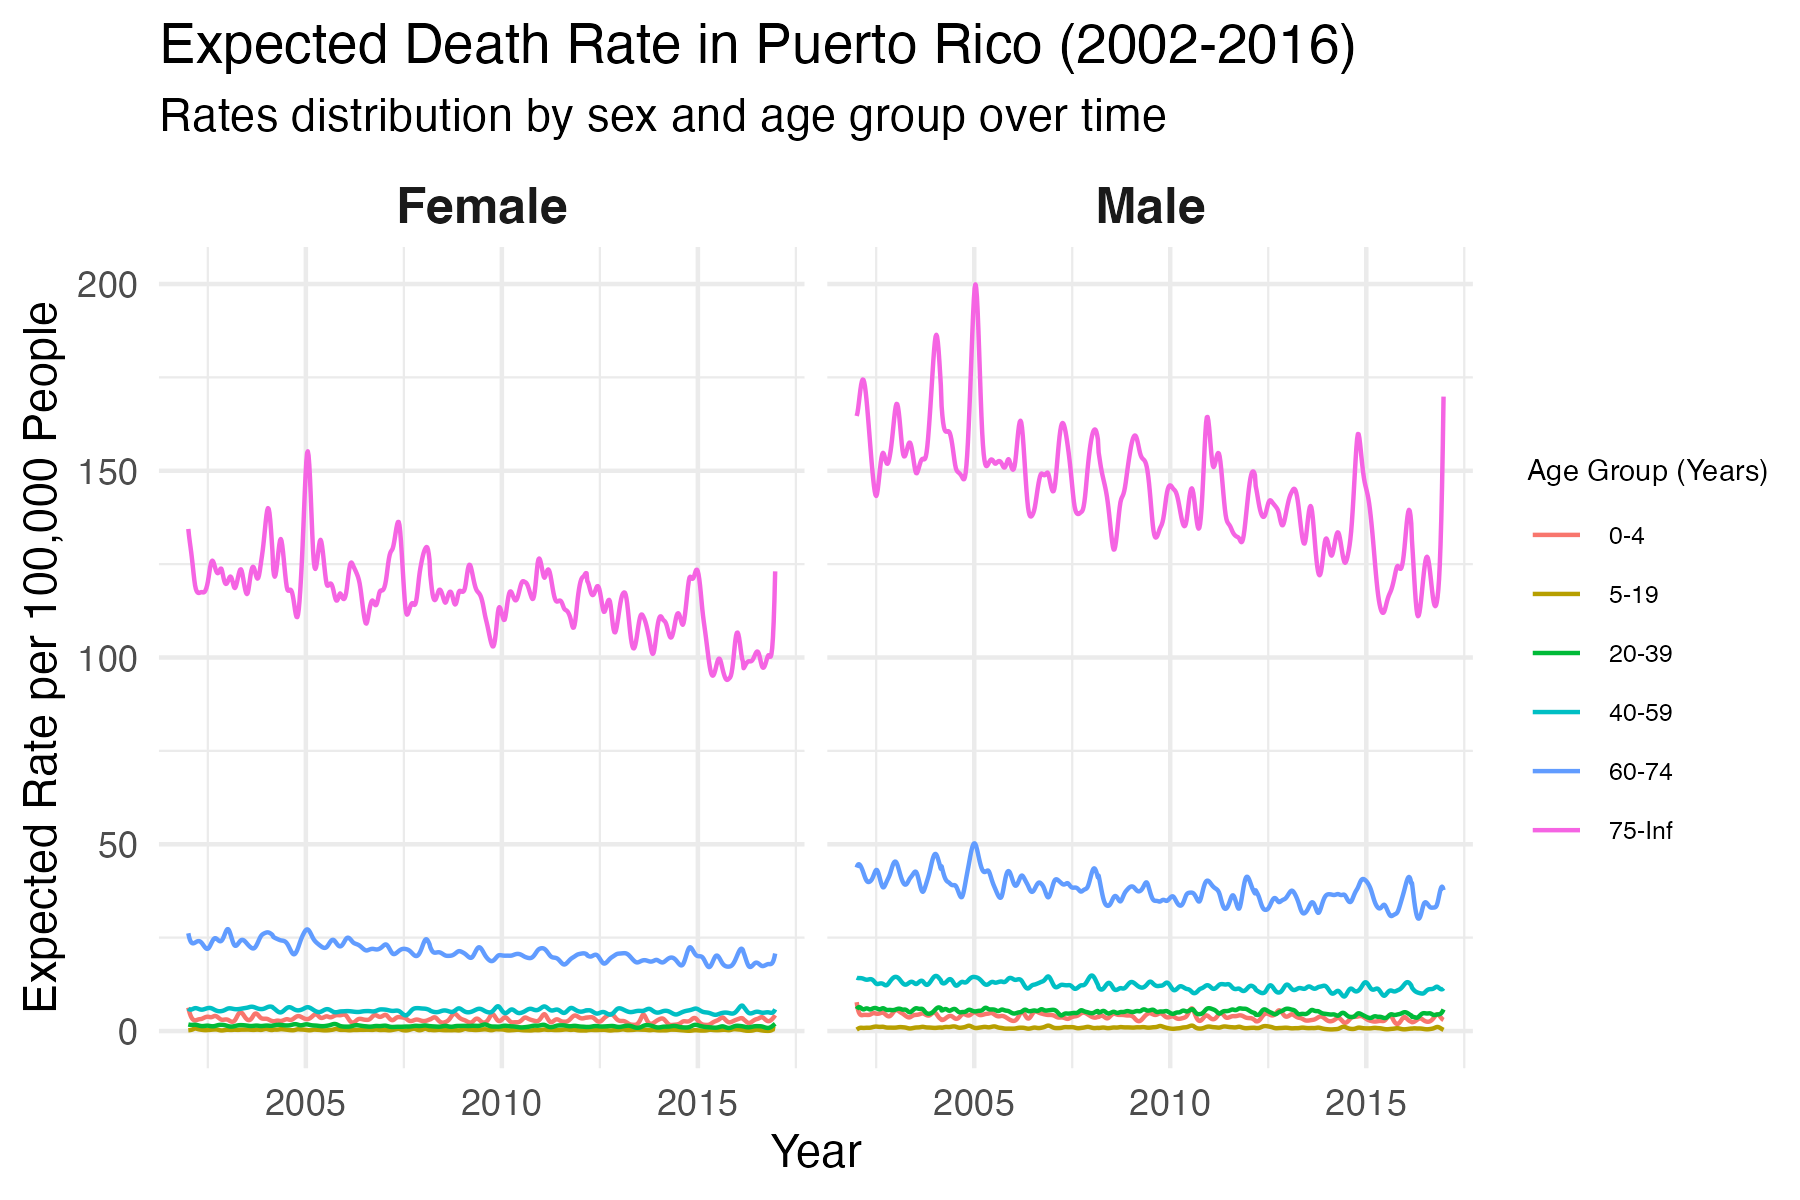 Expected Death Rate in Puerto Rico (2002-2016)
Rates distribution by sex and age group over time
Female
Male
Expected Rate per 100,000 People
200
150
100
50
0
2005
2010
2015
2005
2010
2015
Year
Age Group (Years)
0-4
5-19
20-39
40-59
60-74
75-Inf